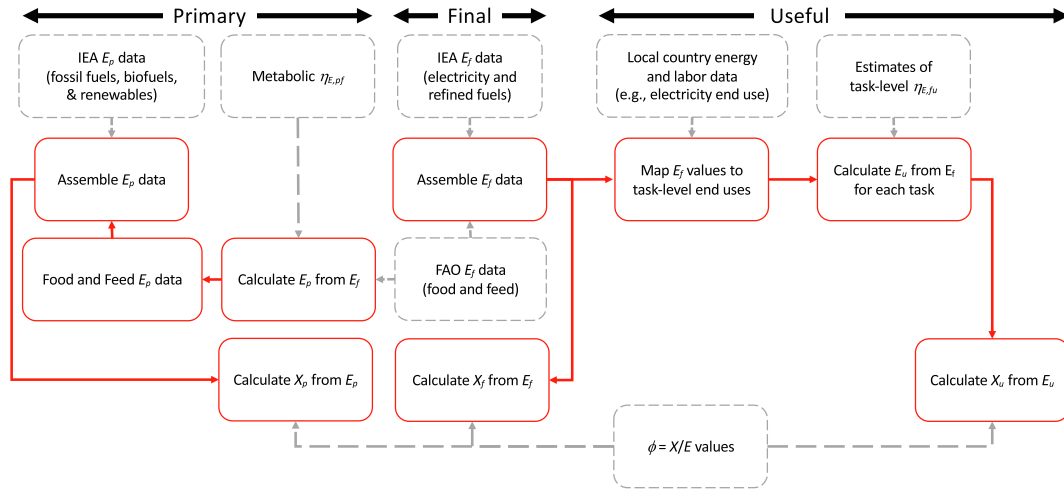 Primary
Final
Useful
IEA Ep data
(fossil fuels, biofuels,
& renewables)
Metabolic ηE,pf
IEA Ef data
(electricity and
refined fuels)
Local country energy
and labor data
(e.g., electricity end use)
Estimates of
task-level ηE,fu
Assemble Ep data
Assemble Ef data
Map Ef values to
task-level end uses
Calculate Eu from Ef
for each task
Food and Feed Ep data
Calculate Ep from Ef
FAO Ef data
(food and feed)
Calculate Xp from Ep
Calculate Xf from Ef
Calculate Xu from Eu
ϕ = X/E values